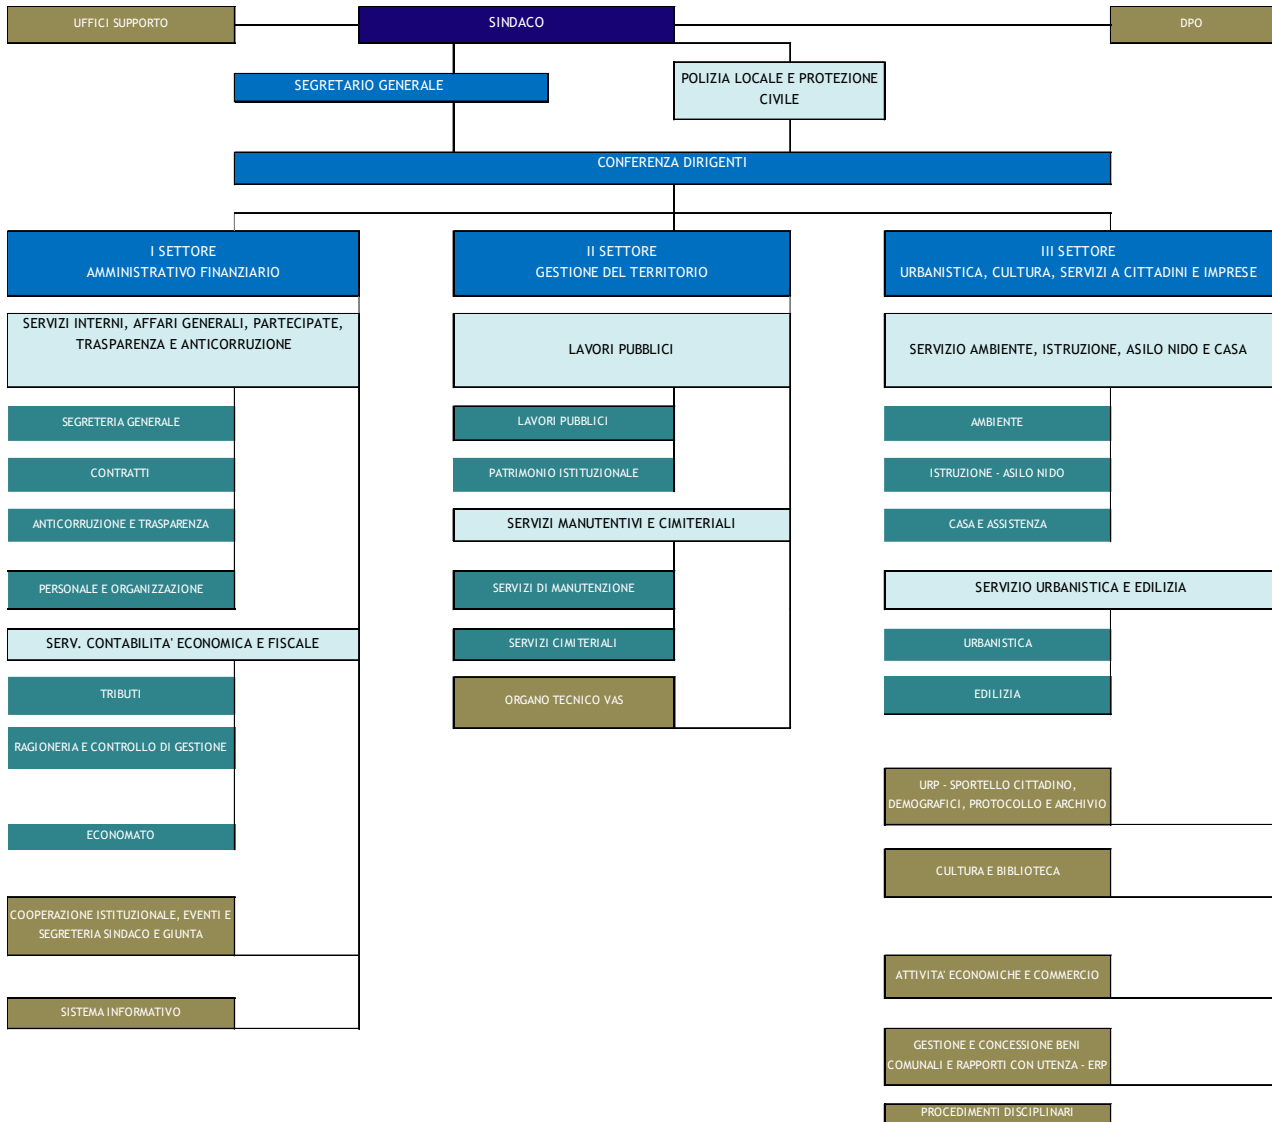 UFFICI SUPPORTO
SINDACO
DPO
SEGRETARIO GENERALE
POLIZIA LOCALE E PROTEZIONE
CIVILE
CONFERENZA DIRIGENTI
I SETTORE
AMMINISTRATIVO FINANZIARIO
SERVIZI INTERNI, AFFARI GENERALI, PARTECIPATE,
TRASPARENZA E ANTICORRUZIONE
SEGRETERIA GENERALE
CONTRATTI
ANTICORRUZIONE E TRASPARENZA
PERSONALE E ORGANIZZAZIONE
SERV. CONTABILITA' ECONOMICA E FISCALE
TRIBUTI
RAGIONERIA E CONTROLLO DI GESTIONE
ECONOMATO
COOPERAZIONE ISTITUZIONALE, EVENTI E
SEGRETERIA SINDACO E GIUNTA
SISTEMA INFORMATIVO
II SETTORE
GESTIONE DEL TERRITORIO
LAVORI PUBBLICI
LAVORI PUBBLICI
PATRIMONIO ISTITUZIONALE
SERVIZI MANUTENTIVI E CIMITERIALI
SERVIZI DI MANUTENZIONE
SERVIZI CIMITERIALI
ORGANO TECNICO VAS
III SETTORE
URBANISTICA, CULTURA, SERVIZI A CITTADINI E IMPRESE
SERVIZIO AMBIENTE, ISTRUZIONE, ASILO NIDO E CASA
AMBIENTE
ISTRUZIONE - ASILO NIDO
CASA E ASSISTENZA
SERVIZIO URBANISTICA E EDILIZIA
URBANISTICA
EDILIZIA
URP - SPORTELLO CITTADINO,
DEMOGRAFICI, PROTOCOLLO E ARCHIVIO
CULTURA E BIBLIOTECA
ATTIVITA' ECONOMICHE E COMMERCIO
GESTIONE E CONCESSIONE BENI
COMUNALI E RAPPORTI CON UTENZA - ERP
PROCEDIMENTI DISCIPLINARI